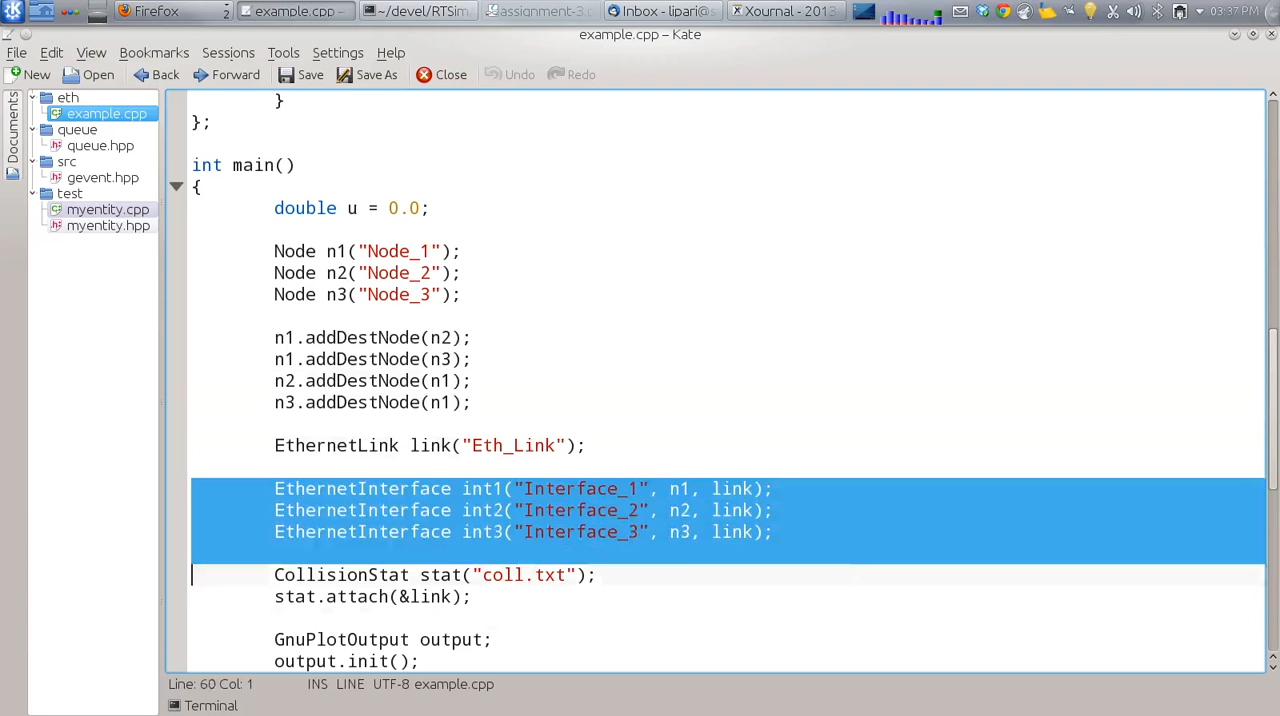 Firefox 2 example.cpp – ~/devel/RTSim assignment-3. Inbox - lipari@ Xournal - 2013 03:37 PM
example.cpp – Kate
File Edit View Bookmarks Sessions Tools Settings Help
New Open Back Forward Save Save As Close Undo Redo
Documents
eth
example.cpp
queue
queue.hpp
src
gevent.hpp
test
myentity.cpp
myentity.hpp
}
};
int main()
{
double u = 0.0;
Node n1("Node_1");
Node n2("Node_2");
Node n3("Node_3");
n1.addDestNode(n2);
n1.addDestNode(n3);
n2.addDestNode(n1);
n3.addDestNode(n1);
EthernetLink link("Eth_Link");
EthernetInterface int1("Interface_1", n1, link);
EthernetInterface int2("Interface_2", n2, link);
EthernetInterface int3("Interface_3", n3, link);
CollisionStat stat("coll.txt");
stat.attach(&link);
GnuPlotOutput output;
output.init();
Line: 60 Col: 1 INS LINE UTF-8 example.cpp
Terminal